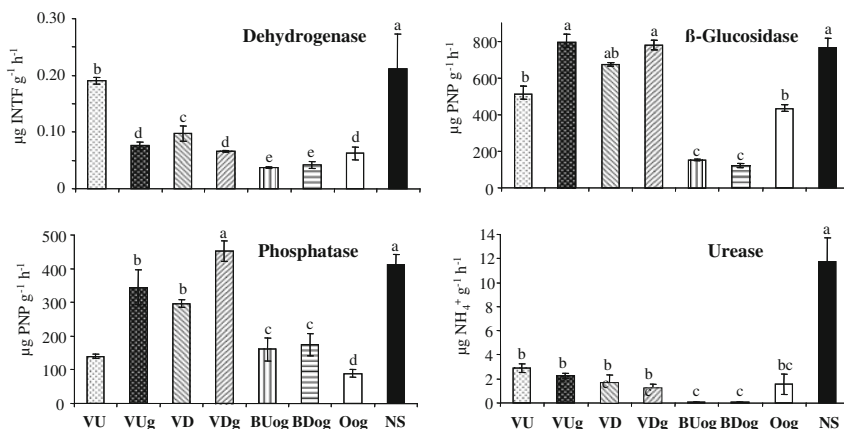 Dehydrogenase
µg INTF g⁻¹ h⁻¹
0.30
0.20
0.10
0
b d c d e e d a
ß-Glucosidase
µg PNP g⁻¹ h⁻¹
800
600
400
200
0
b a ab a c c b a
Phosphatase
µg PNP g⁻¹ h⁻¹
500
400
300
200
100
0
b b a c c d a
VU VUg VD VDg BUog BDog Oog NS
Urease
µg NH₄⁺ g⁻¹ h⁻¹
14
12
10
8
6
4
2
0
b b b b c c bc a
c c
VU VUg VD VDg BUog BDog Oog NS